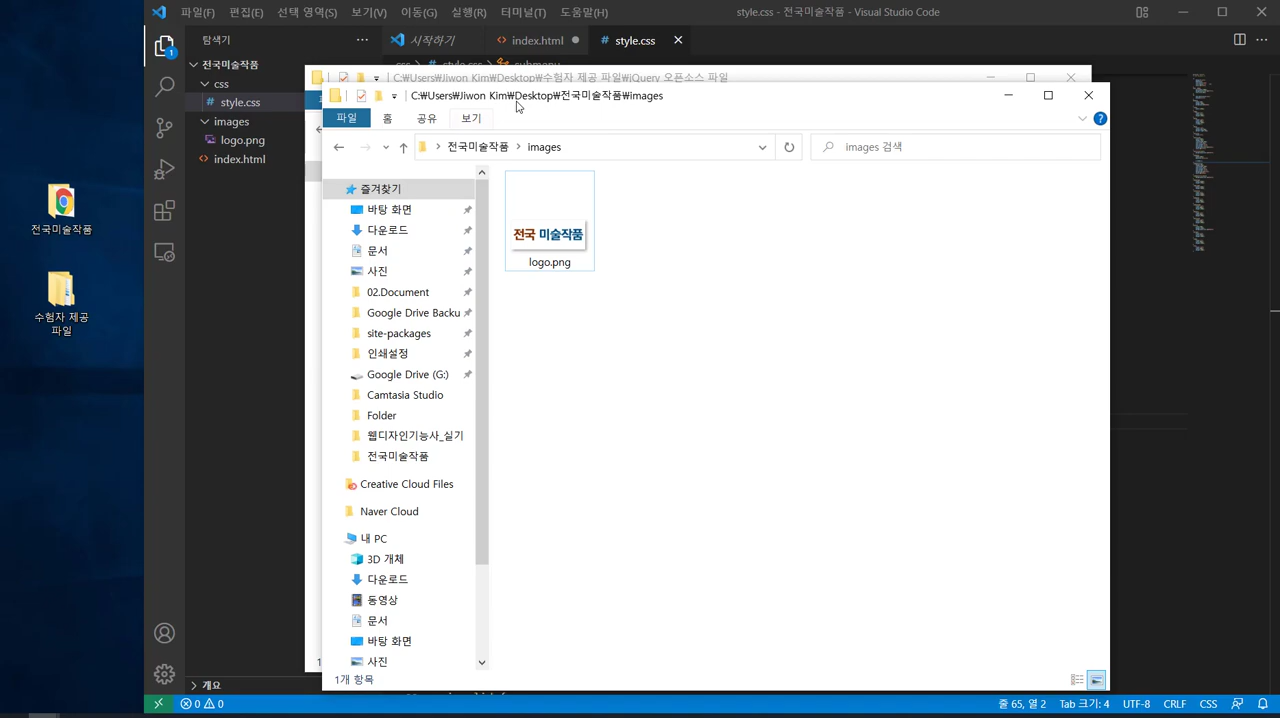 파일(F) 편집(E) 선택 영역(S) 보기(V) 이동(G) 실행(R) 터미널(T) 도움말(H) style.css - 전국미술작품 - Visual Studio Code
탐색기 ··· 시작하기 index.html style.css
전국미술작품
css
style.css
images
logo.png
index.html
개요
C:₩Users₩Jiwon Kim₩Desktop₩수험자 제공 파일₩jQuery 오픈소스 파일
C:₩Users₩Jiwon Kim₩Desktop₩전국미술작품₩images
파일 홈 공유 보기
전국미술작품 images images 검색
즐겨찾기
바탕 화면
다운로드
문서
사진
02.Document
Google Drive Backu
site-packages
인쇄설정
Google Drive (G:)
Camtasia Studio
Folder
웹디자인기능사_실기
전국미술작품
Creative Cloud Files
Naver Cloud
내 PC
3D 개체
다운로드
동영상
문서
바탕 화면
사진
전국 미술작품
logo.png
1개 항목
전국미술작품
수험자 제공
파일
0 0 줄 65, 열 2 Tab 크기: 4 UTF-8 CRLF CSS